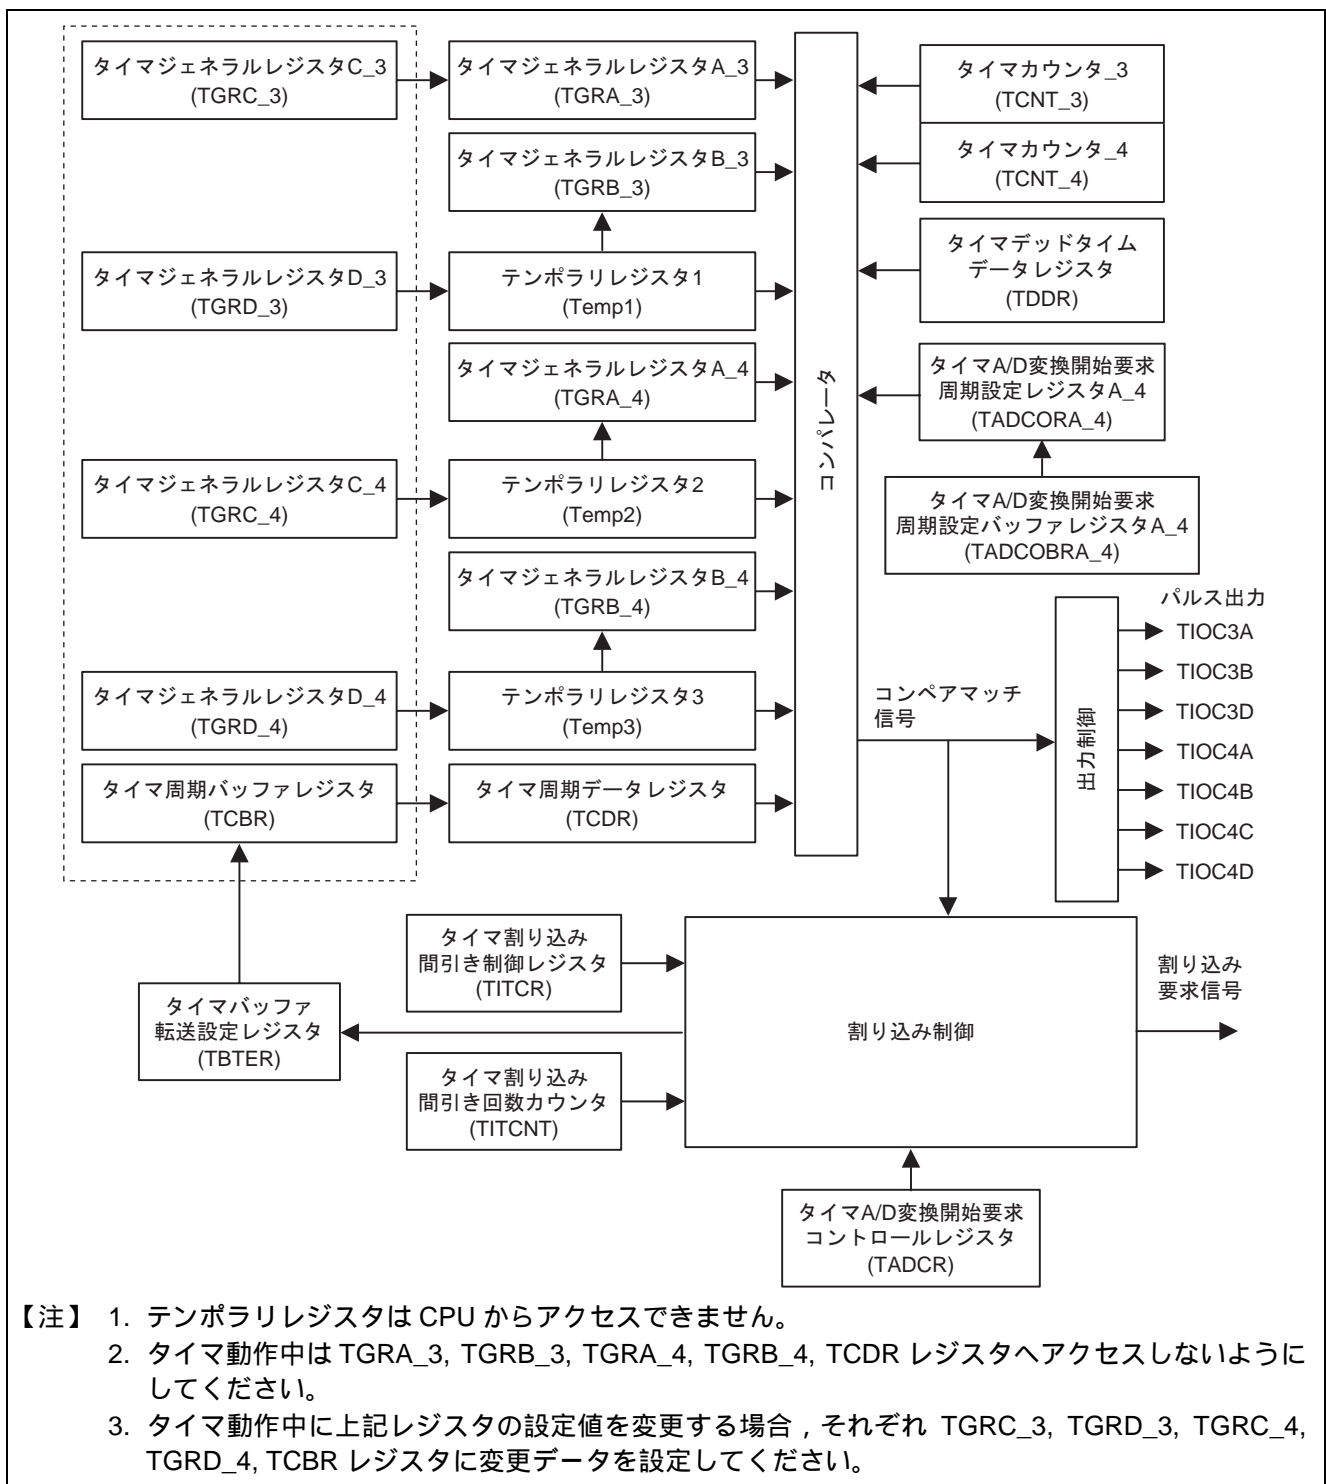 タイマジェネラルレジスタC_3
(TGRC_3)
タイマジェネラルレジスタA_3
(TGRA_3)
タイマカウンタ_3
(TCNT_3)
タイマジェネラルレジスタB_3
(TGRB_3)
タイマカウンタ_4
(TCNT_4)
タイマジェネラルレジスタD_3
(TGRD_3)
テンポラリレジスタ1
(Temp1)
タイマデッドタイム
データレジスタ
(TDDR)
タイマジェネラルレジスタA_4
(TGRA_4)
コンパレータ
タイマA/D変換開始要求
周期設定レジスタA_4
(TADCORA_4)
タイマジェネラルレジスタC_4
(TGRC_4)
テンポラリレジスタ2
(Temp2)
タイマA/D変換開始要求
周期設定バッファレジスタA_4
(TADCOBRA_4)
タイマジェネラルレジスタB_4
(TGRB_4)
タイマジェネラルレジスタD_4
(TGRD_4)
テンポラリレジスタ3
(Temp3)
コンペアマッチ
信号
タイマ周期バッファレジスタ
(TCBR)
タイマ周期データレジスタ
(TCDR)
出力制御
パルス出力
TIOC3A
TIOC3B
TIOC3D
TIOC4A
TIOC4B
TIOC4C
TIOC4D
タイマ割り込み
間引き制御レジスタ
(TITCR)
タイマバッファ
転送設定レジスタ
(TBTER)
割り込み制御
割り込み
要求信号
タイマ割り込み
間引き回数カウンタ
(TITCNT)
タイマA/D変換開始要求
コントロールレジスタ
(TADCR)
【注】 1. テンポラリレジスタは CPU からアクセスできません。
2. タイマ動作中は TGRA_3, TGRB_3, TGRA_4, TGRB_4, TCDR レジスタへアクセスしないように
してください。
3. タイマ動作中に上記レジスタの設定値を変更する場合，それぞれ TGRC_3, TGRD_3, TGRC_4,
TGRD_4, TCBR レジスタに変更データを設定してください。